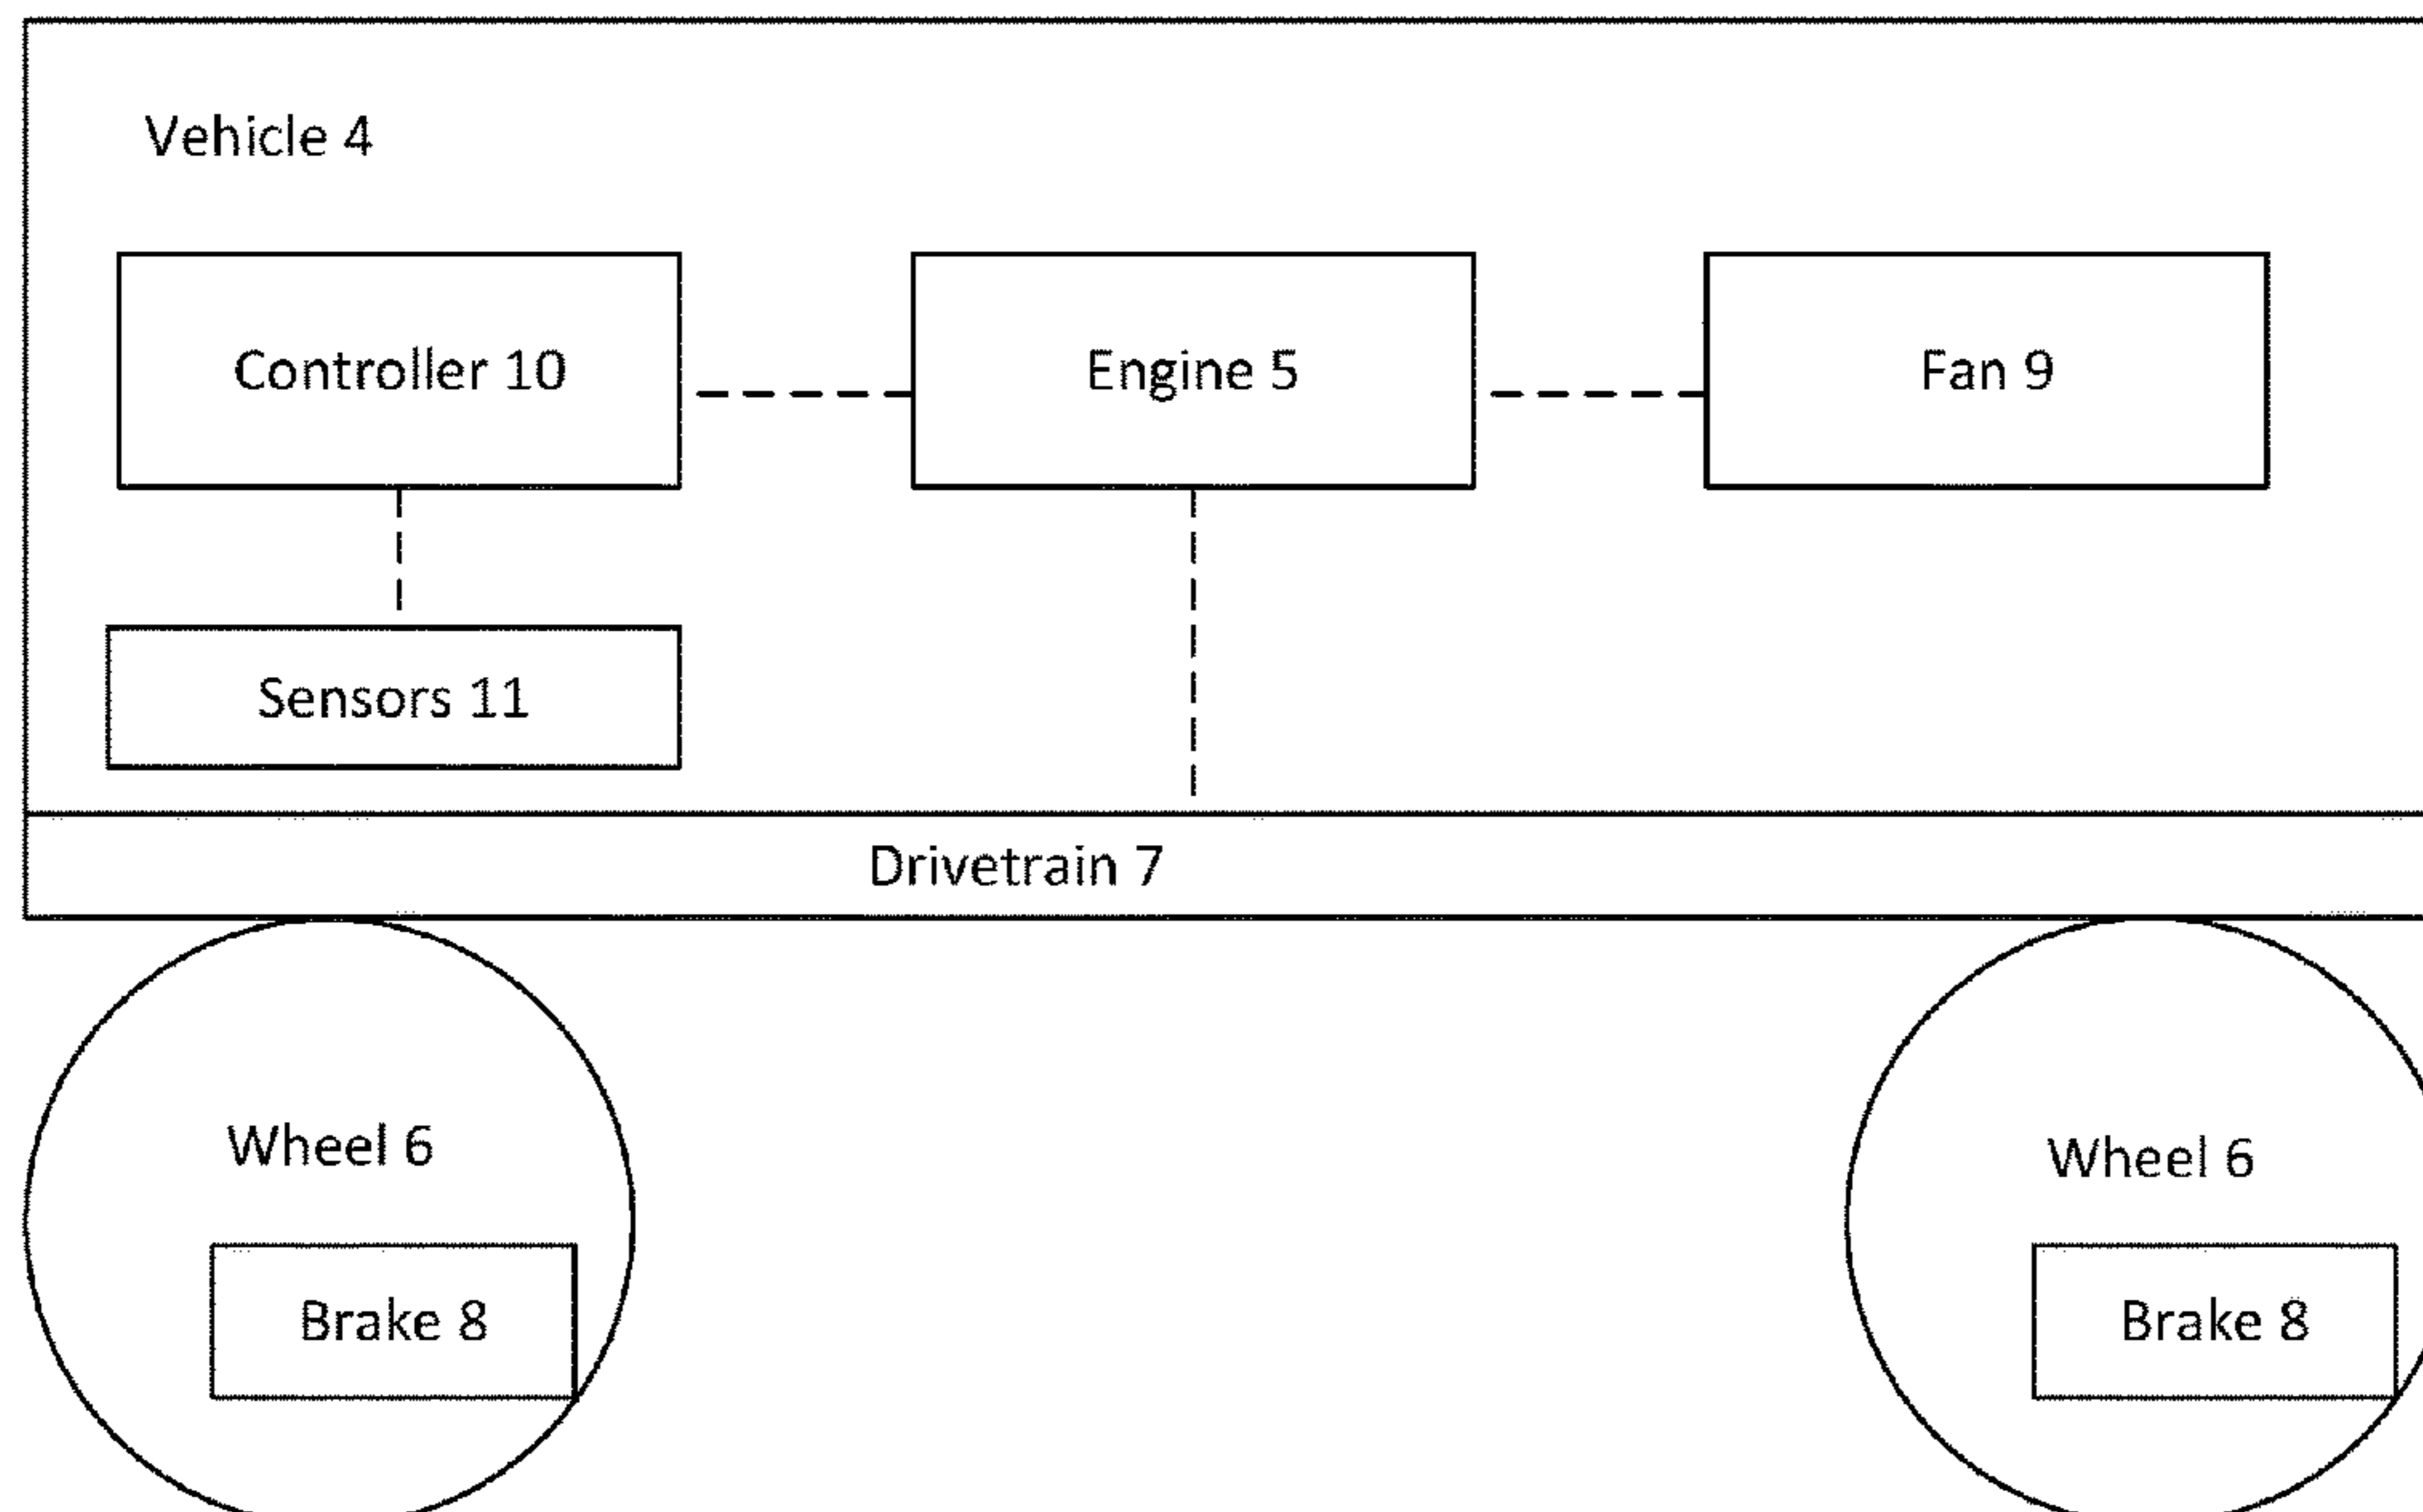 Vehicle 4
Controller 10
Engine 5
Fan 9
Sensors 11
Drivetrain 7
Wheel 6
Wheel 6
Brake 8
Brake 8